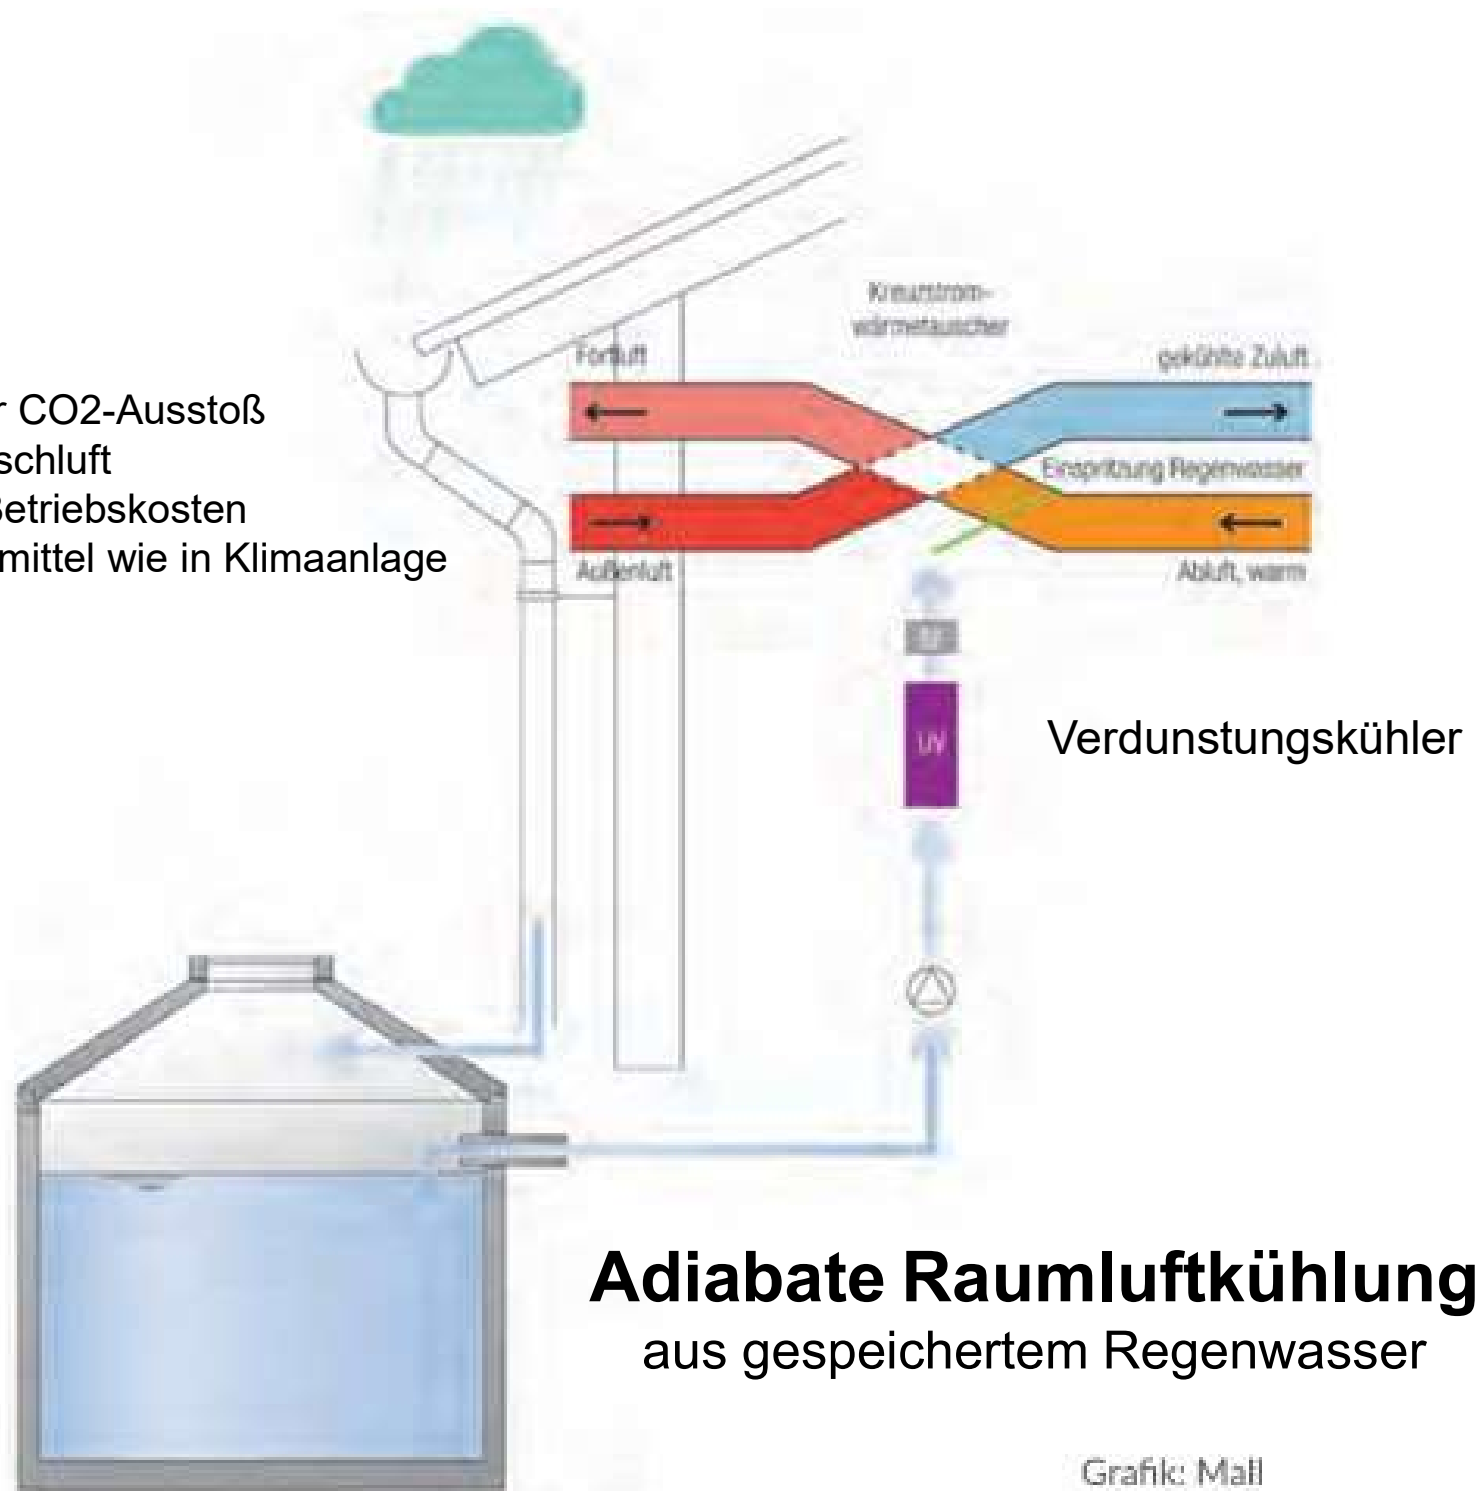 Kreuzstrom-
wärmetauscher
Fortluft
gekühlte Zuluft
r CO2-Ausstoß
schluft
Betriebskosten
mittel wie in Klimaanlage
Einspritzung Regenwasser
Außenluft
Abluft, warm
UV
Verdunstungskühler
Adiabate Raumluftkühlung
aus gespeichertem Regenwasser
Grafik: Mall